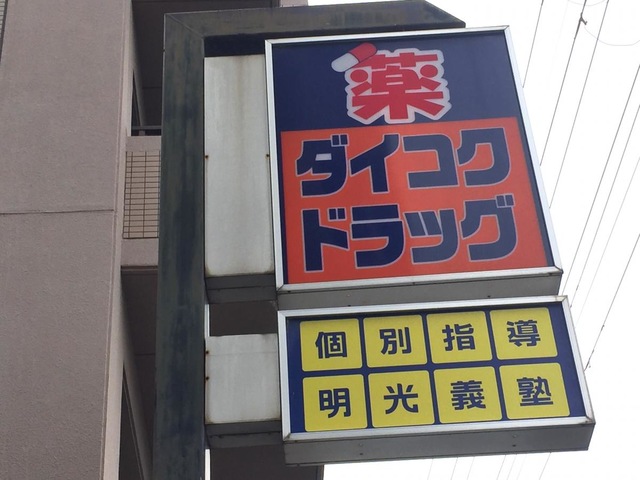 薬
ダイコク
ドラッグ
個別指導
明光義塾